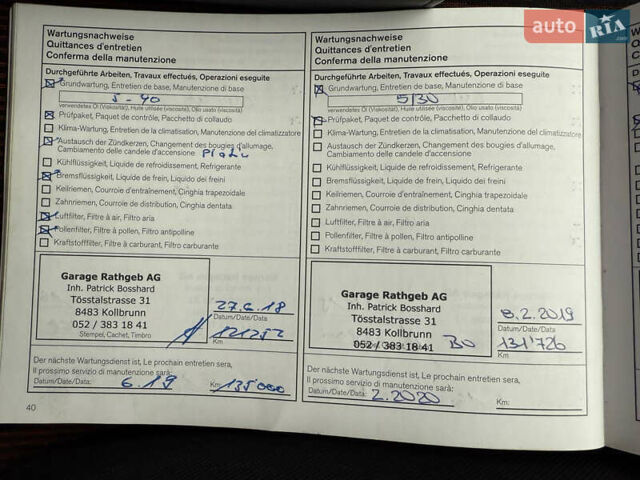 auto RIA.com
Wartungsnachweise
Quittances d'entretien
Conferma della manutenzione
Durchgeführte Arbeiten, Travaux effectués, Operazioni eseguite
Grundwartung, Entretien de base, Manutenzione di base
5-40
verwendetes Öl (Viskosität), Huile utilisée (viscosité), Olio usato (viscosità)
Prüfpaket, Paquet de contrôle, Pacchetto di collaudo
Klima-Wartung, Entretien de la climatisation, Manutenzione del climatizzatore
Austausch der Zündkerzen, Changement des bougies d'allumage,
Cambiamento delle candele d'accensione
Kühlflüssigkeit, Liquide de refroidissement, Refrigerante
Bremsflüssigkeit, Liquide de frein, Liquido dei freini
Keilriemen, Courroie d'entraînement, Cinghia trapezoidale
Zahnriemen, Courroie de distribution, Cinghia dentata
Luftfilter, Filtre à air, Filtro aria
Pollenfilter, Filtre à pollen, Filtro antipolline
Kraftstofffilter, Filtre à carburant, Filtro carburante
Garage Rathgeb AG
Inh. Patrick Bosshard
Tösstalstrasse 31
8483 Kollbrunn
052 / 383 18 41
Stempel, Cachet, Timbro
27.6.18
Datum/Date/Data
121252
Km
Der nächste Wartungsdienst ist, Le prochain entretien sera,
Il prossimo servizio di manutenzione sarà:
Datum/Date/Data: 6.19 Km: 135000
40
Wartungsnachweise
Quittances d'entretien
Conferma della manutenzione
Durchgeführte Arbeiten, Travaux effectués, Operazioni eseguite
Grundwartung, Entretien de base, Manutenzione di base
5/30
verwendetes Öl (Viskosität), Huile utilisée (viscosité), Olio usato (viscosità)
Prüfpaket, Paquet de contrôle, Pacchetto di collaudo
Klima-Wartung, Entretien de la climatisation, Manutenzione del climatizzatore
Austausch der Zündkerzen, Changement des bougies d'allumage,
Cambiamento delle candele d'accensione
Kühlflüssigkeit, Liquide de refroidissement, Refrigerante
Bremsflüssigkeit, Liquide de frein, Liquido dei freini
Keilriemen, Courroie d'entraînement, Cinghia trapezoidale
Zahnriemen, Courroie de distribution, Cinghia dentata
Luftfilter, Filtre à air, Filtro aria
Pollenfilter, Filtre à pollen, Filtro antipolline
Kraftstofffilter, Filtre à carburant, Filtro carburante
Garage Rathgeb AG
Inh. Patrick Bosshard
Tösstalstrasse 31
8483 Kollbrunn
052 / 383 18 41
8.2.2019
Datum/Date/Data
131'726
Km
Der nächste Wartungsdienst ist, Le prochain entretien sera,
Il prossimo servizio di manutenzione sarà:
Datum/Date/Data: 2.2020 Km: